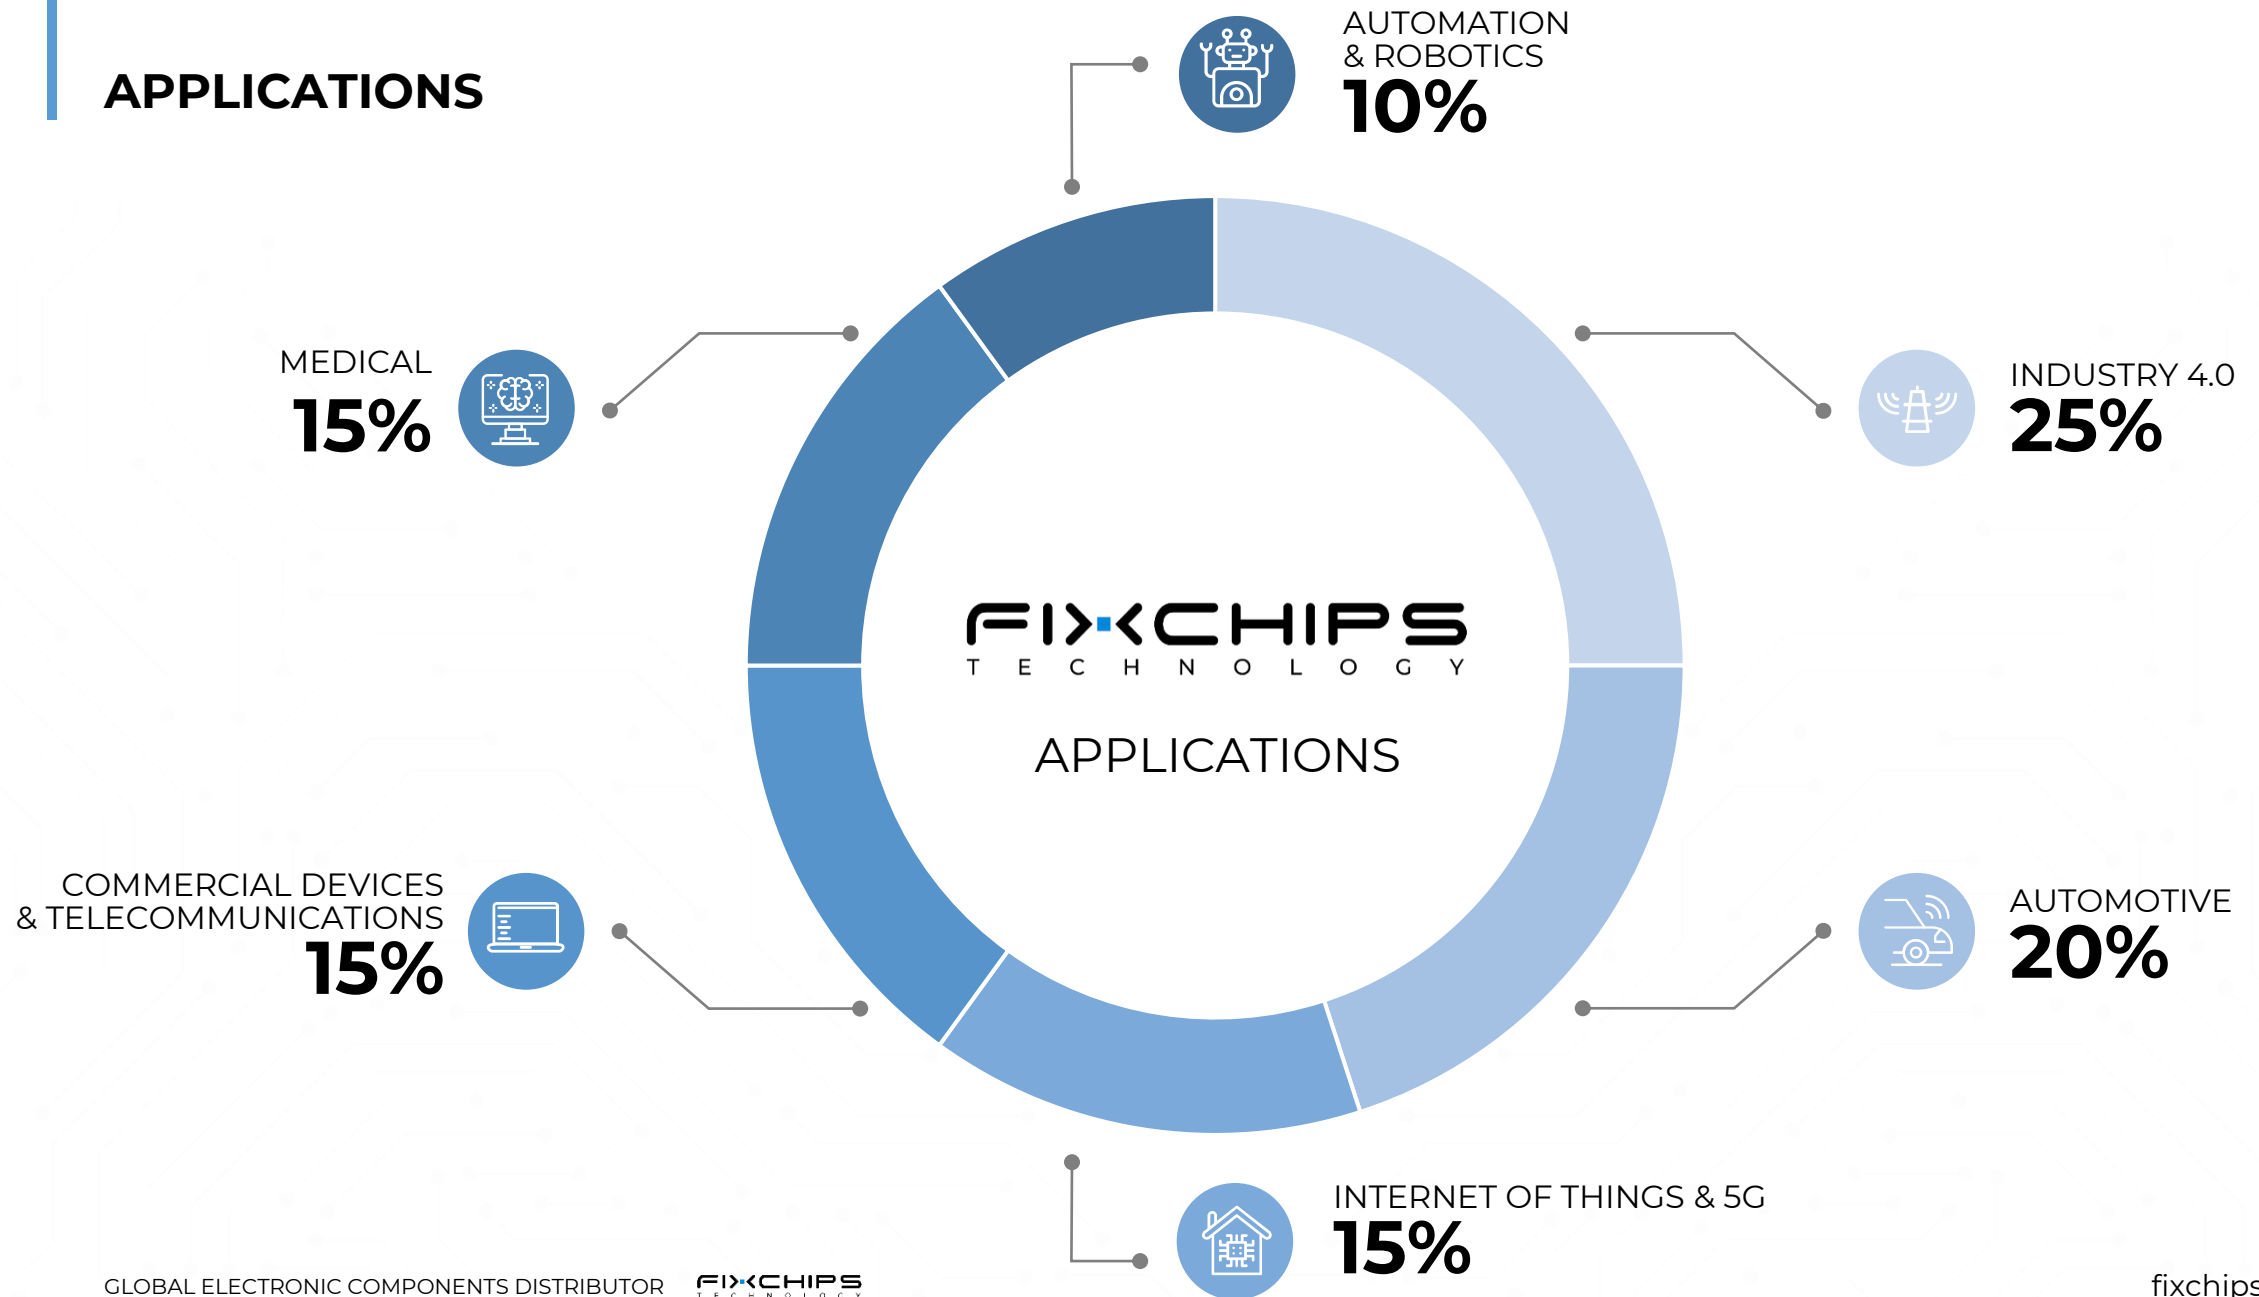 APPLICATIONS
AUTOMATION
& ROBOTICS
10%
MEDICAL
15%
INDUSTRY 4.0
25%
FIXCHIPS
TECHNOLOGY
APPLICATIONS
COMMERCIAL DEVICES
& TELECOMMUNICATIONS
15%
AUTOMOTIVE
20%
INTERNET OF THINGS & 5G
15%
GLOBAL ELECTRONIC COMPONENTS DISTRIBUTOR
FIXCHIPS
TECHNOLOGY
fixchips